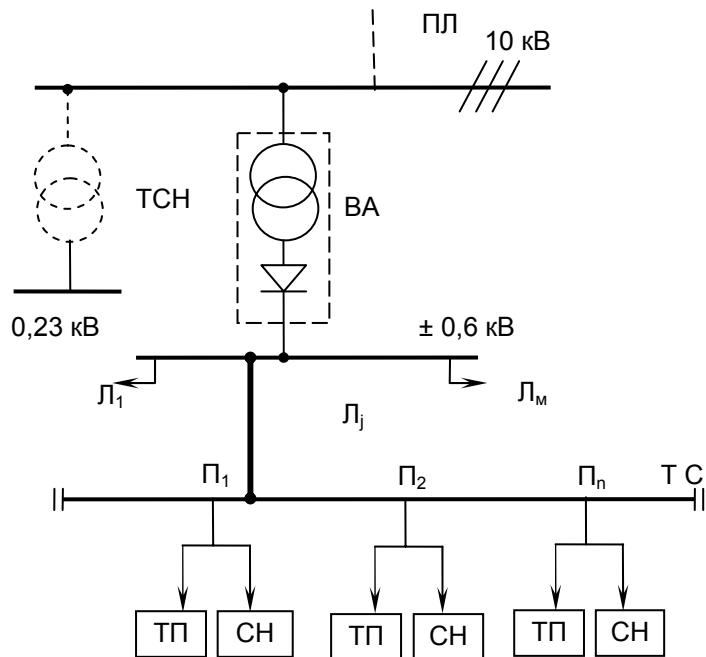 ПЛ
10 кВ
ТСН
ВА
0,23 кВ
± 0,6 кВ
Л₁
Лⱼ
Лм
П₁
П₂
Пn
Т С
ТП
СН
ТП
СН
ТП
СН